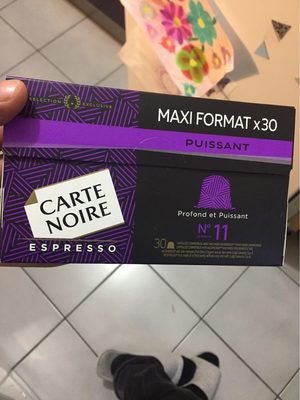 SELECTION EXCLUSIVE
MAXI FORMAT x30
PUISSANT
CARTE
NOIRE
ESPRESSO
Profond et Puissant
N° 11
30